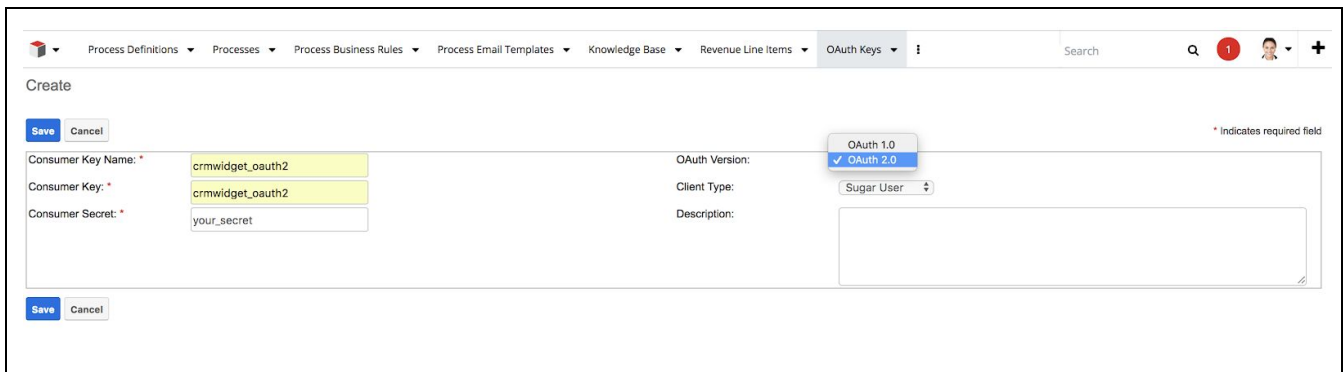 Process Definitions Processes Process Business Rules Process Email Templates Knowledge Base Revenue Line Items OAuth Keys Search 1
Create
Save Cancel * Indicates required field
Consumer Key Name: * crmwidget_oauth2 OAuth Version: OAuth 1.0
✓ OAuth 2.0
Consumer Key: * crmwidget_oauth2 Client Type: Sugar User
Consumer Secret: * your_secret Description:
Save Cancel